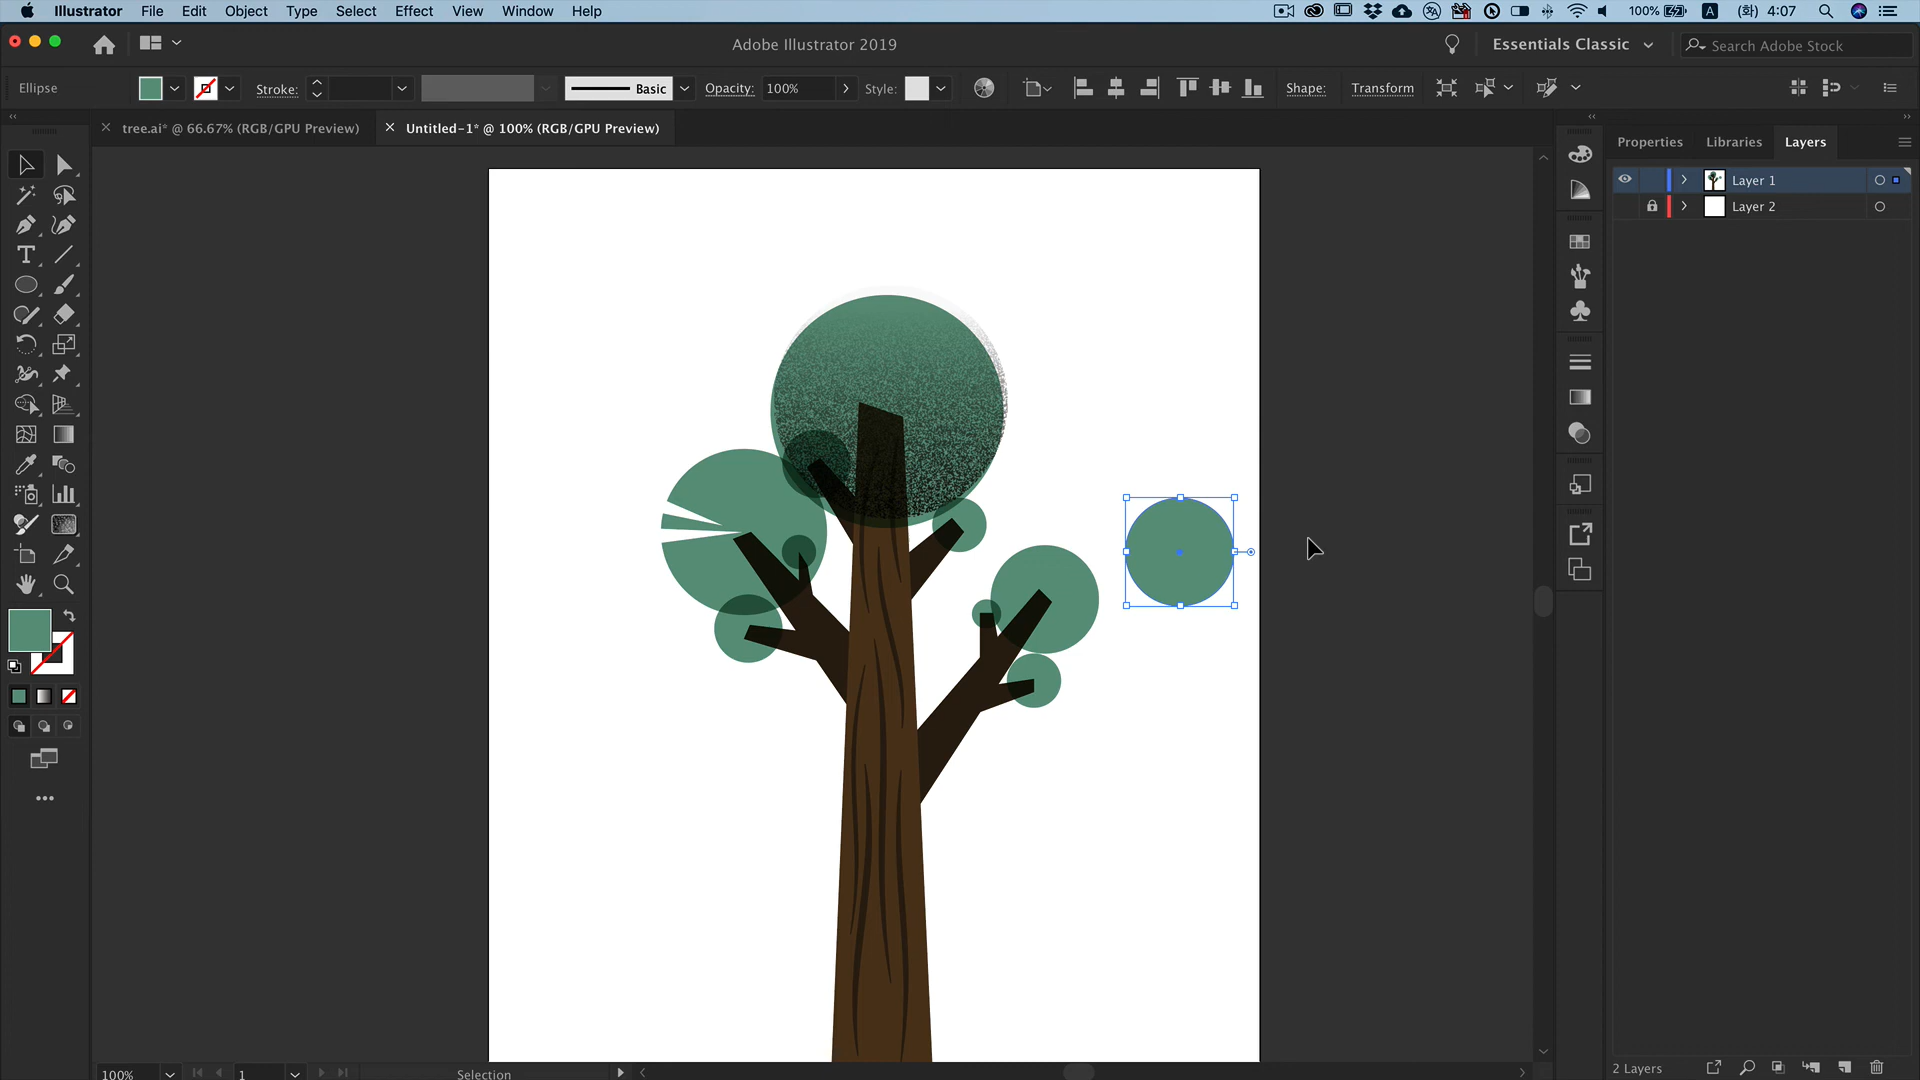 Illustrator File Edit Object Type Select Effect View Window Help 100% A (화) 4:07
Adobe Illustrator 2019 Essentials Classic Search Adobe Stock
Ellipse Stroke: Basic Opacity: 100% Style: Shape: Transform
tree.ai* @ 66.67% (RGB/GPU Preview) Untitled-1* @ 100% (RGB/GPU Preview)
Properties Libraries Layers
Layer 1
Layer 2
100% 1 Selection 2 Layers